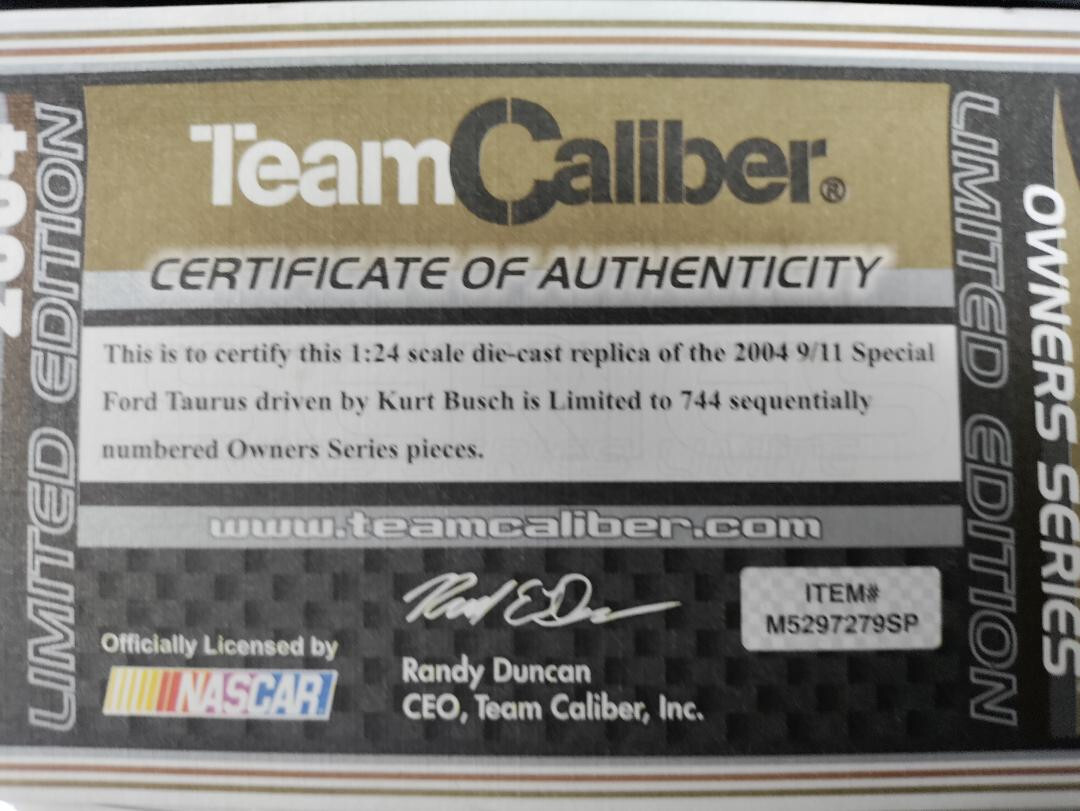 2004
LIMITED EDITION
TeamCaliber®
CERTIFICATE OF AUTHENTICITY
This is to certify this 1:24 scale die-cast replica of the 2004 9/11 Special
Ford Taurus driven by Kurt Busch is Limited to 744 sequentially
numbered Owners Series pieces.
www.teamcaliber.com
Officially Licensed by
NASCAR
Randy Duncan
CEO, Team Caliber, Inc.
ITEM#
M5297279SP
LIMITED EDITION
OWNERS SERIES